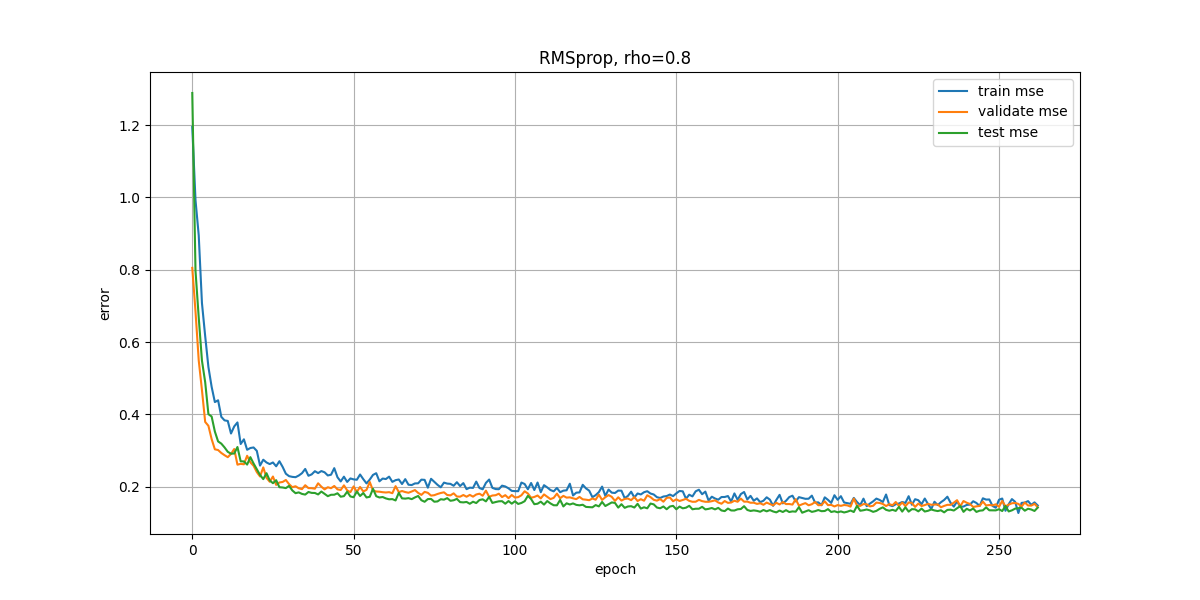 RMSprop, rho=0.8
train mse
validate mse
test mse
error
1.2
1.0
0.8
0.6
0.4
0.2
0 50 100 150 200 250
epoch